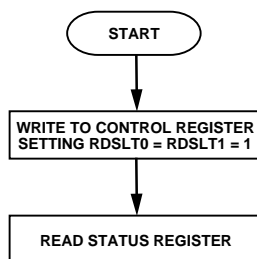 START
WRITE TO CONTROL REGISTER
SETTING RDSLT0 = RDSLT1 = 1
READ STATUS REGISTER